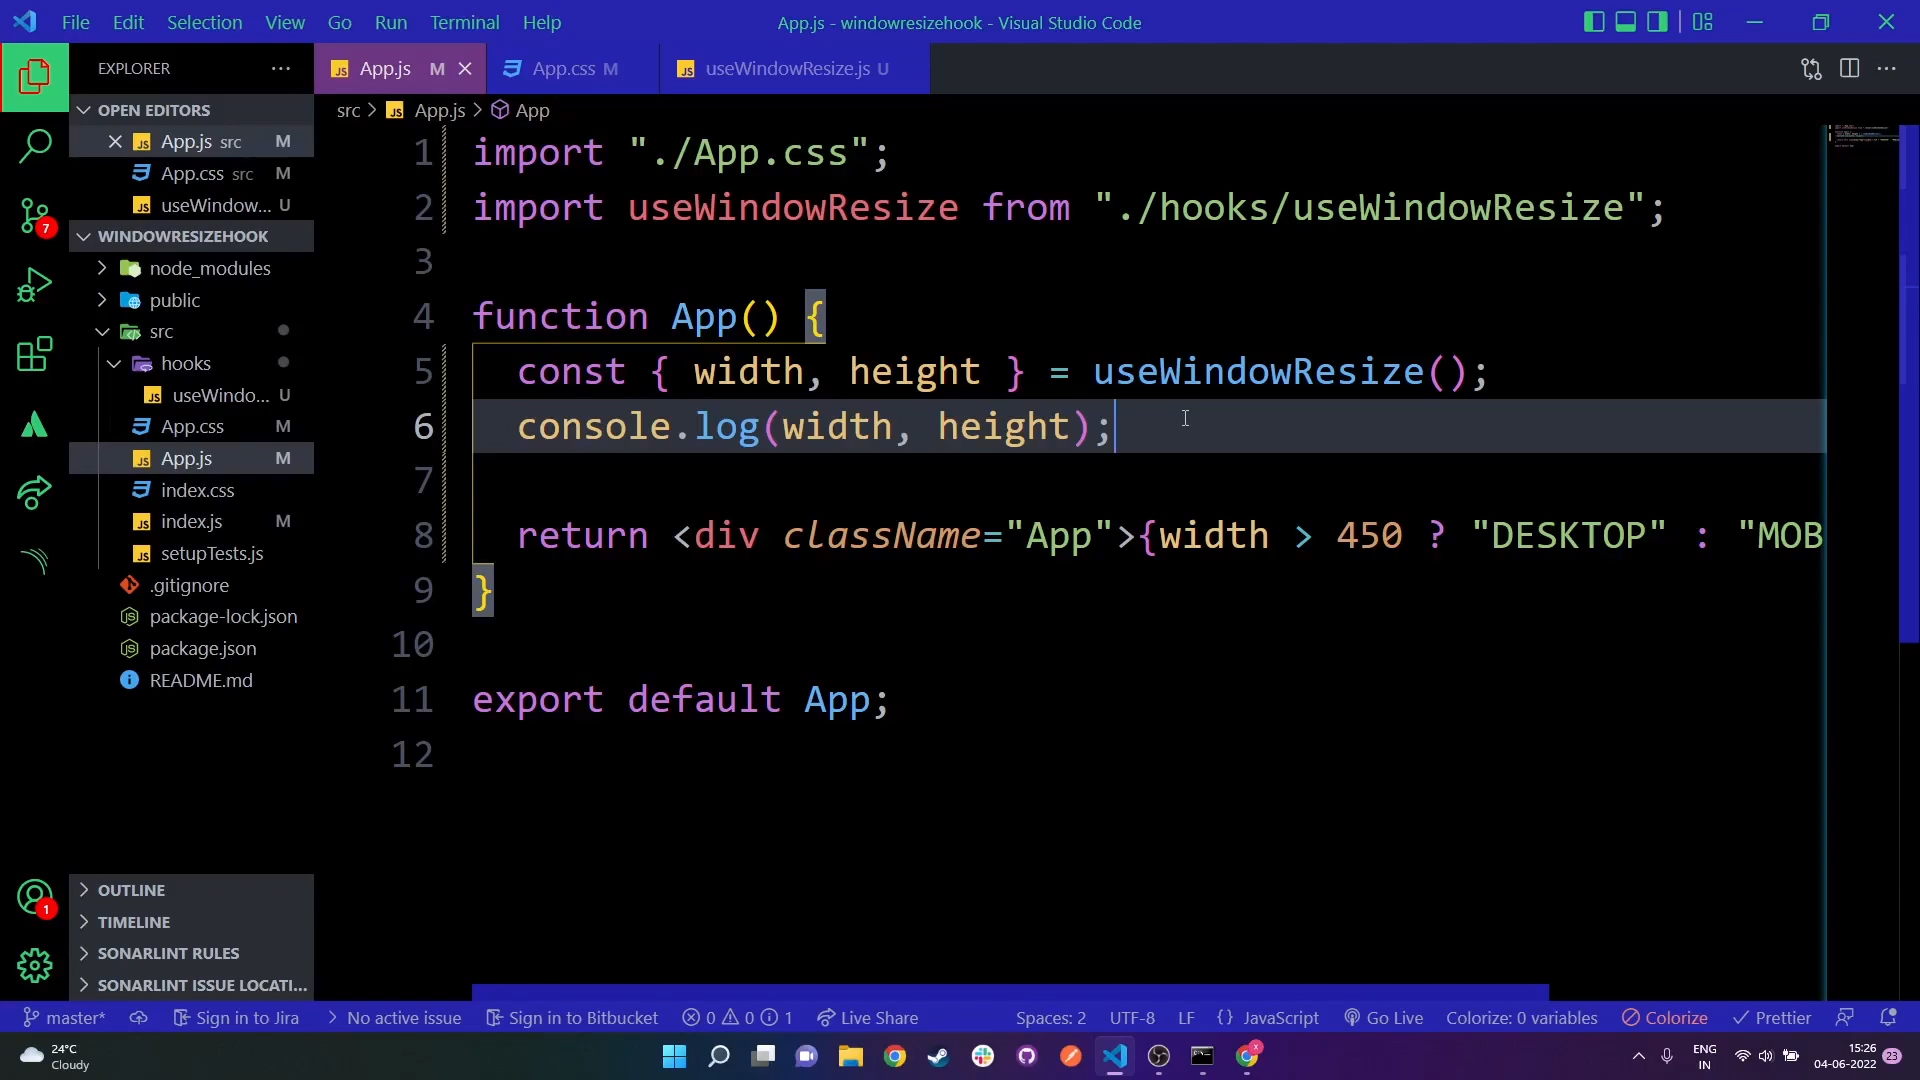 File Edit Selection View Go Run Terminal Help
App.js - windowresizehook - Visual Studio Code
EXPLORER
OPEN EDITORS
App.js src M
App.css src M
useWindow... U
WINDOWRESIZEHOOK
node_modules
public
src
hooks
useWindo... U
App.css M
App.js M
index.css
index.js M
setupTests.js
.gitignore
package-lock.json
package.json
README.md
OUTLINE
TIMELINE
SONARLINT RULES
SONARLINT ISSUE LOCATI...
7
1
App.js M
App.css M
useWindowResize.js U
src > App.js > App
1 import "./App.css";
2 import useWindowResize from "./hooks/useWindowResize";
3
4 function App() {
5 const { width, height } = useWindowResize();
6 console.log(width, height);
7
8 return <div className="App">{width > 450 ? "DESKTOP" : "MOB
9 }
10
11 export default App;
12
master* Sign in to Jira No active issue Sign in to Bitbucket 0 0 1 Live Share Spaces: 2 UTF-8 LF {} JavaScript Go Live Colorize: 0 variables Colorize Prettier
24°C
Cloudy
ENG
IN
15:26
04-06-2022
23